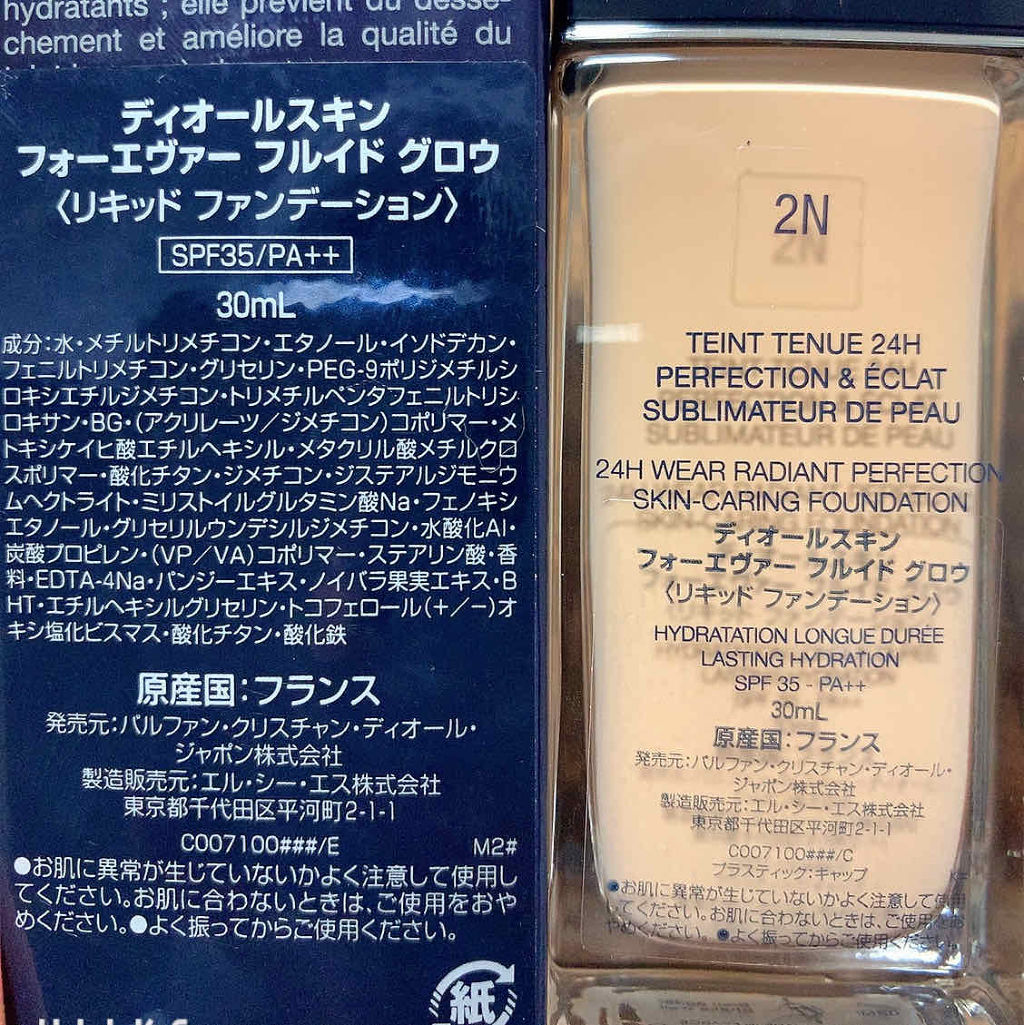 hydratants ; elle prévient du dessè-
chement et améliore la qualité du
ディオールスキン
フォーエヴァー フルイド グロウ
〈リキッド ファンデーション〉
SPF35/PA++
30mL
成分：水・メチルトリメチコン・エタノール・イソドデカン・
フェニルトリメチコン・グリセリン・PEG-9ポリジメチルシ
ロキシエチルジメチコン・トリメチルペンタフェニルトリシ
ロキサン・BG・(アクリレーツ／ジメチコン)コポリマー・メ
トキシケイヒ酸エチルヘキシル・メタクリル酸メチルクロ
スポリマー・酸化チタン・ジメチコン・ジステアルジモニウ
ムヘクトライト・ミリストイルグルタミン酸Na・フェノキシ
エタノール・グリセリルウンデシルジメチコン・水酸化Al・
炭酸プロピレン・(VP／VA)コポリマー・ステアリン酸・香
料・EDTA-4Na・パンジーエキス・ノイバラ果実エキス・B
HT・エチルヘキシルグリセリン・トコフェロール(＋／－)オ
キシ塩化ビスマス・酸化チタン・酸化鉄
原産国：フランス
発売元：パルファン・クリスチャン・ディオール・
ジャポン株式会社
製造販売元：エル・シー・エス株式会社
東京都千代田区平河町2-1-1
C007100###/E M2#
●お肌に異常が生じていないかよく注意して使用し
てください。お肌に合わないときは、ご使用をおや
めください。●よく振ってからご使用ください。
紙
2N
TEINT TENUE 24H
PERFECTION & ÉCLAT
SUBLIMATEUR DE PEAU
24H WEAR RADIANT PERFECTION
SKIN-CARING FOUNDATION
ディオールスキン
フォーエヴァー フルイド グロウ
〈リキッド ファンデーション〉
HYDRATATION LONGUE DURÉE
LASTING HYDRATION
SPF 35 - PA++
30mL
原産国：フランス
発売元：パルファン・クリスチャン・ディオール・
ジャポン株式会社
製造販売元：エル・シー・エス株式会社
東京都千代田区平河町2-1-1
C007100###/C
プラスティック：キャップ
●お肌に異常が生じていないかよく注意して使用
してください。お肌に合わないときは、ご使用をお
やめください。●よく振ってからご使用ください。